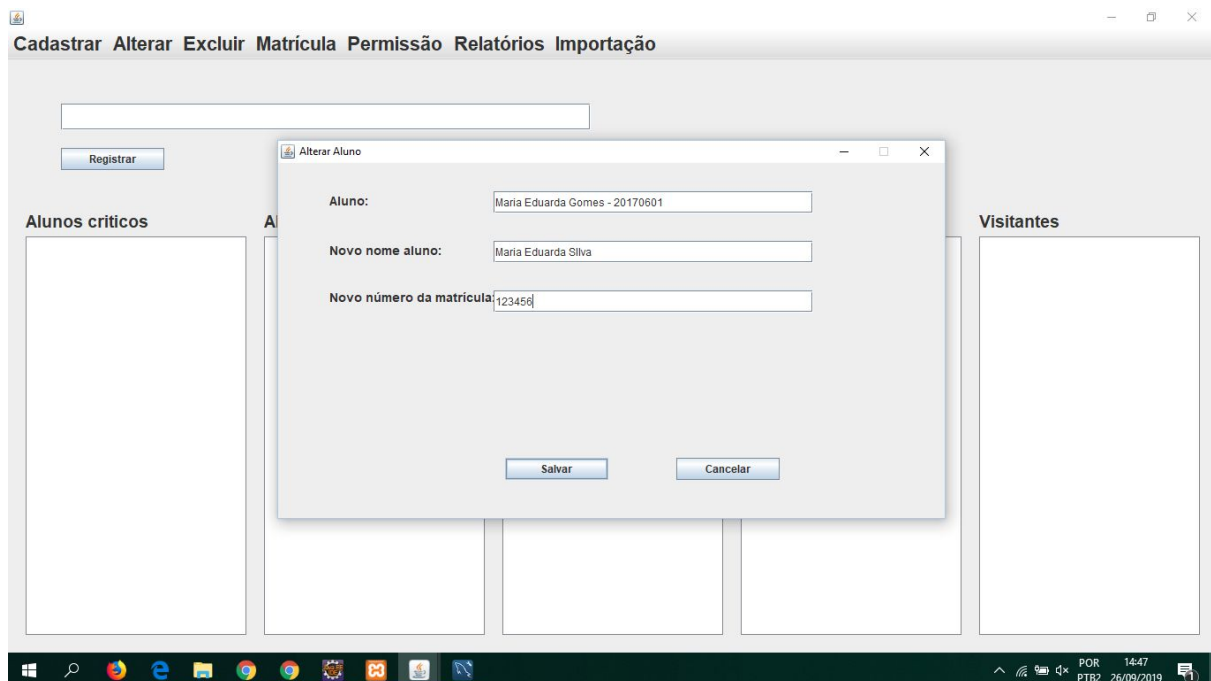 Cadastrar Alterar Excluir Matrícula Permissão Relatórios Importação
Registrar
Alterar Aluno
Aluno:
Maria Eduarda Gomes - 20170601
Novo nome aluno:
Maria Eduarda SIlva
Novo número da matrícula:
123456
Salvar
Cancelar
Alunos criticos
Visitantes
POR
14:47
PTB2
26/09/2019